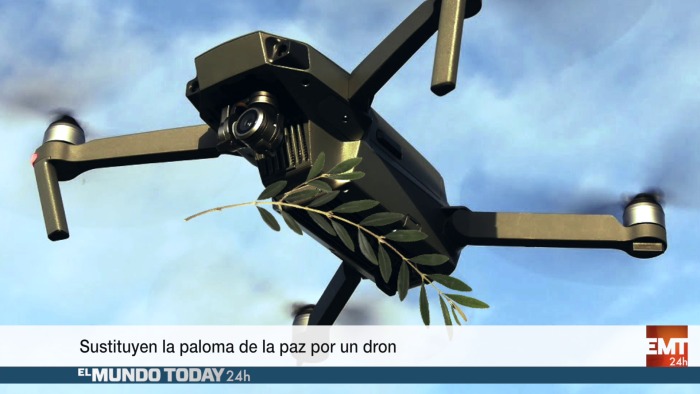 Sustituyen la paloma de la paz por un dron
EMT
24h
EL MUNDO TODAY 24h